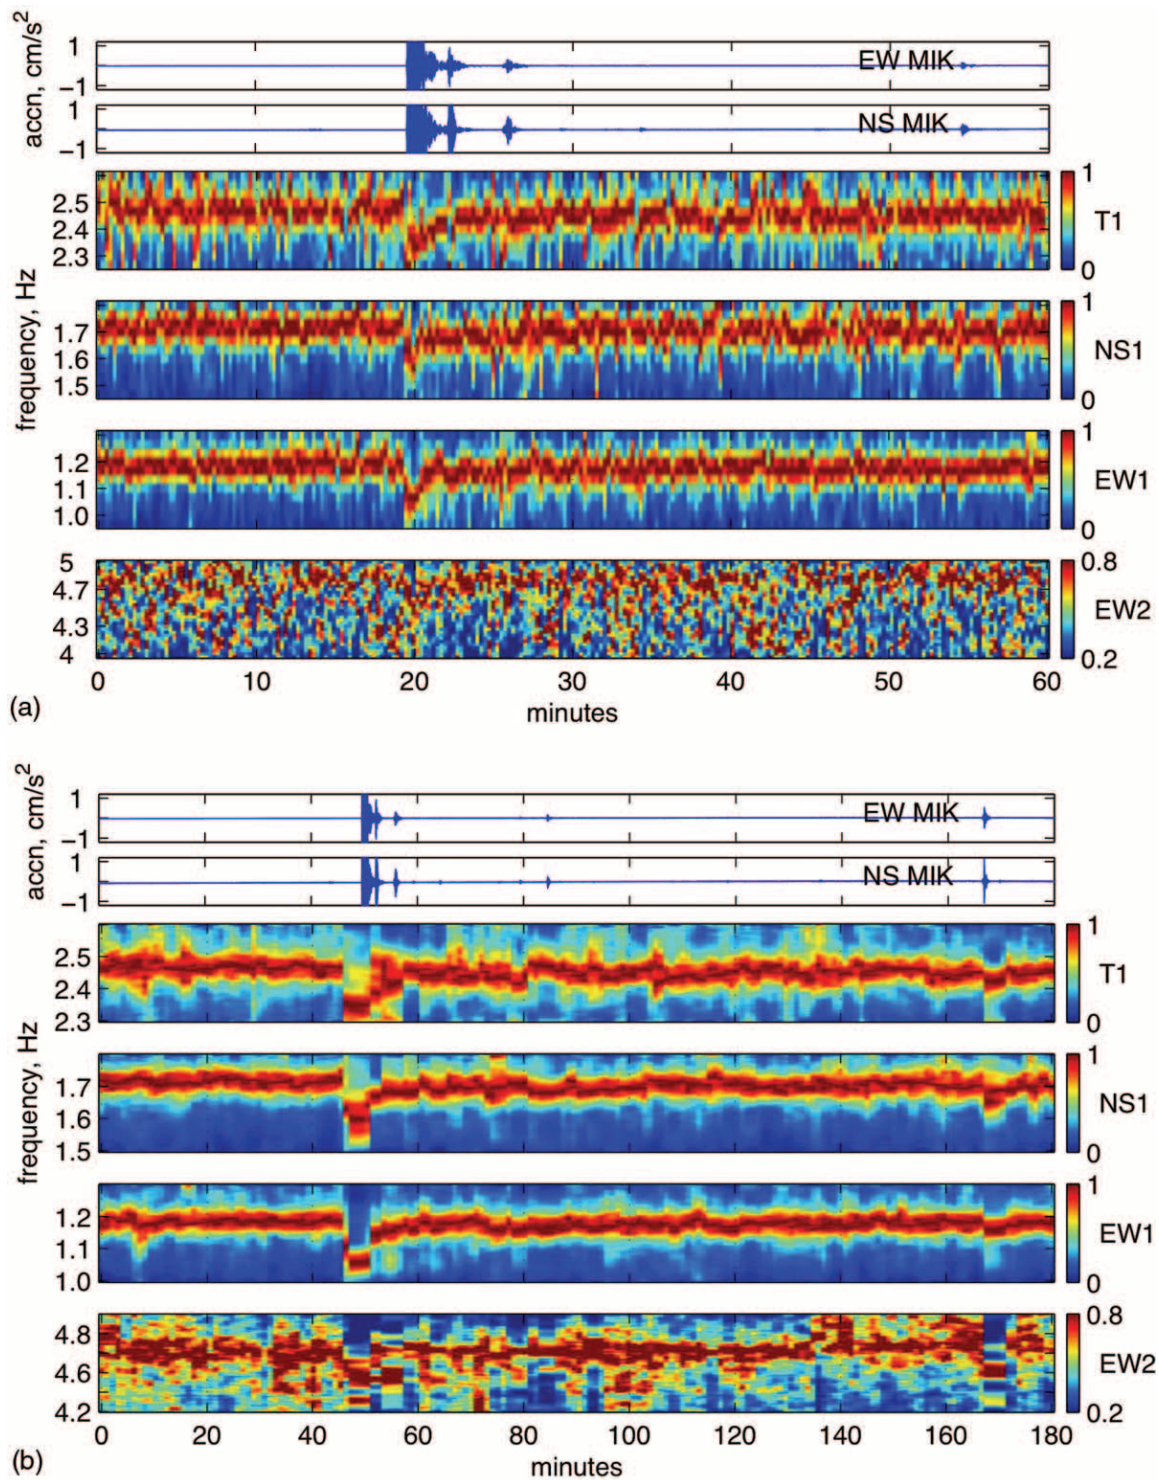 accn, cm/s2
1
−1
EW MIK
1
−1
NS MIK
frequency, Hz
2.5
2.4
2.3
1
0
T1
1.7
1.6
1.5
1
0
NS1
1.2
1.1
1.0
1
0
EW1
5
4.7
4.3
4
0.8
0.2
EW2
0 10 20 30 40 50 60
minutes
(a)
accn, cm/s2
1
−1
EW MIK
1
−1
NS MIK
frequency, Hz
2.5
2.4
2.3
1
0
T1
1.7
1.6
1.5
1
0
NS1
1.2
1.1
1.0
1
0
EW1
4.8
4.6
4.2
0.8
0.2
EW2
0 20 40 60 80 100 120 140 160 180
minutes
(b)